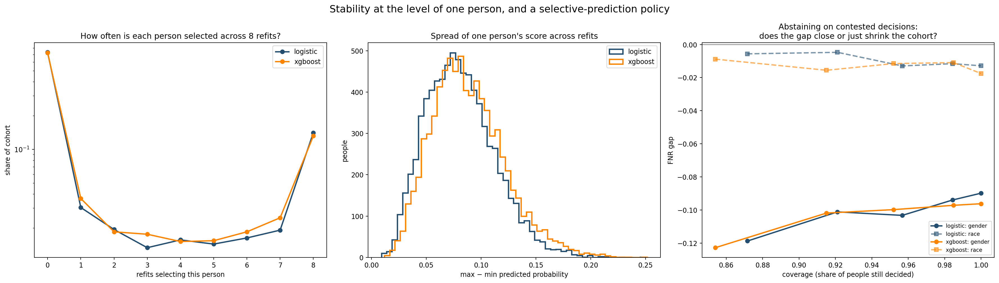 Stability at the level of one person, and a selective-prediction policy
How often is each person selected across 8 refits?
share of cohort
10⁻¹
0 1 2 3 4 5 6 7 8
refits selecting this person
logistic
xgboost
Spread of one person's score across refits
people
500
400
300
200
100
0
0.00 0.05 0.10 0.15 0.20 0.25
max − min predicted probability
logistic
xgboost
Abstaining on contested decisions:
does the gap close or just shrink the cohort?
FNR gap
0.00
−0.02
−0.04
−0.06
−0.08
−0.10
−0.12
0.86 0.88 0.90 0.92 0.94 0.96 0.98 1.00
coverage (share of people still decided)
logistic: gender
logistic: race
xgboost: gender
xgboost: race